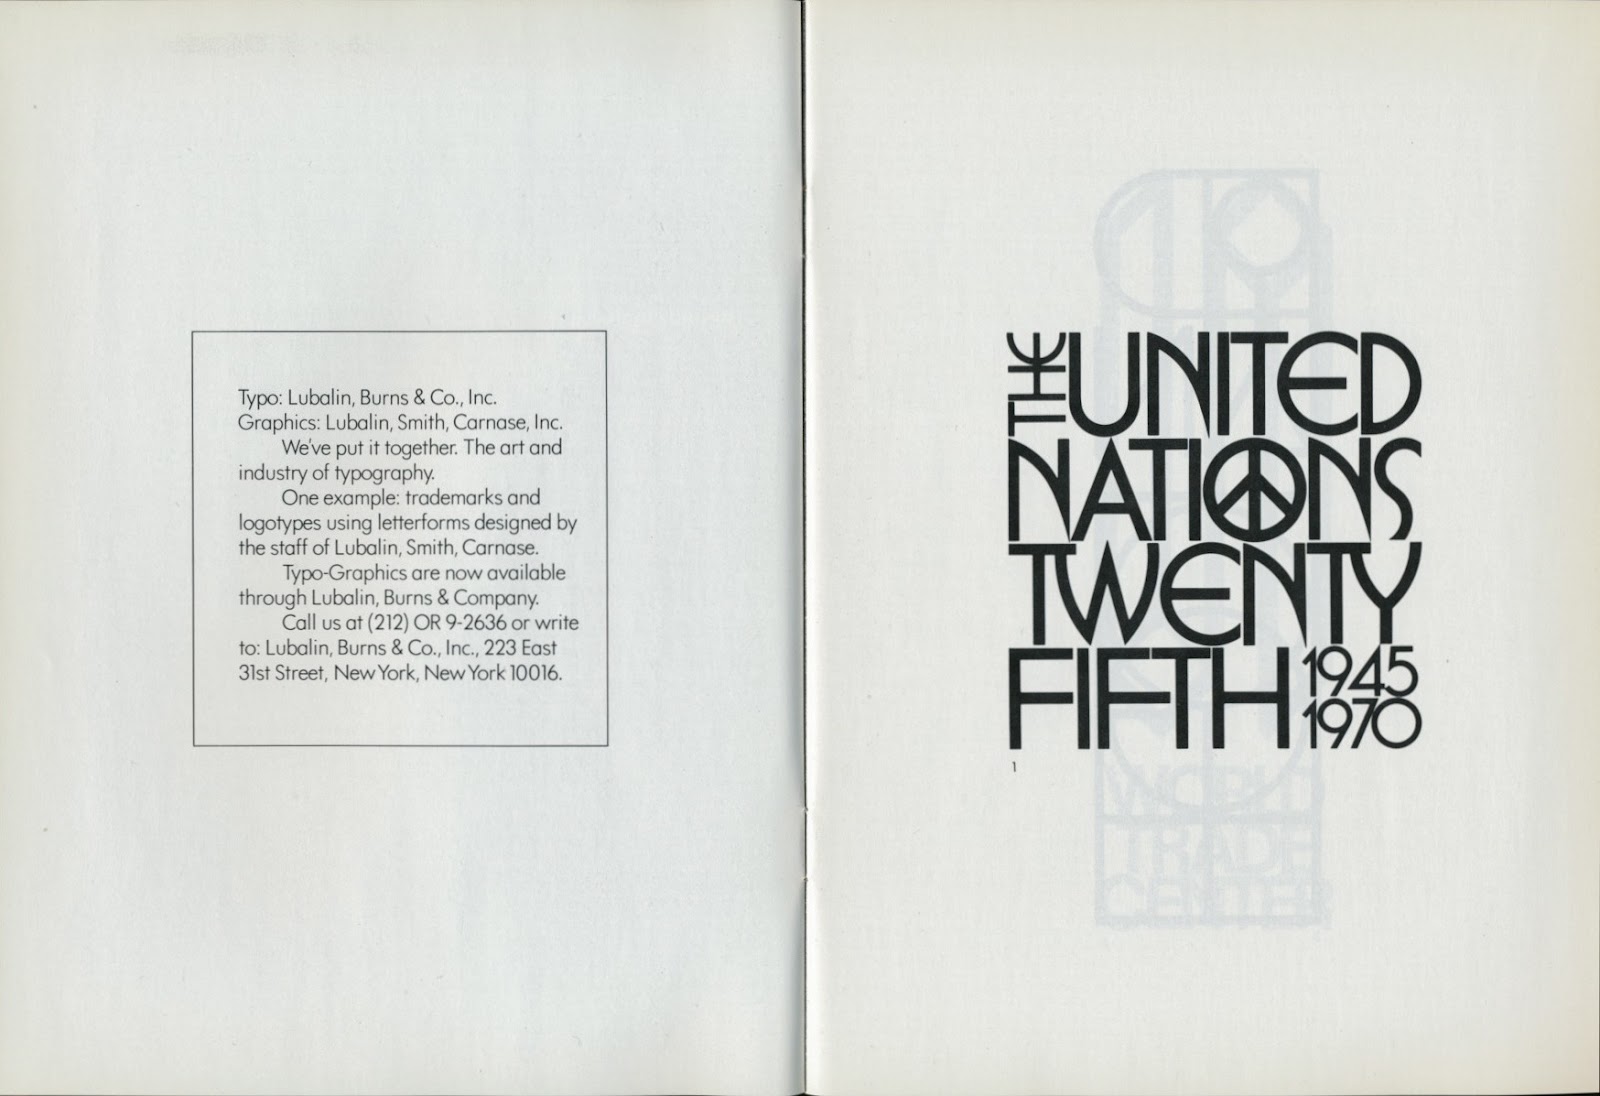 Typo: Lubalin, Burns & Co., Inc.
Graphics: Lubalin, Smith, Carnase, Inc.
We've put it together. The art and
industry of typography.
One example: trademarks and
logotypes using letterforms designed by
the staff of Lubalin, Smith, Carnase.
Typo-Graphics are now available
through Lubalin, Burns & Company.
Call us at (212) OR 9-2636 or write
to: Lubalin, Burns & Co., Inc., 223 East
31st Street, New York, New York 10016.
THE UNITED
NATIONS
TWENTY
FIFTH 1945
1970
1
WORLD
TRADE
CENTER